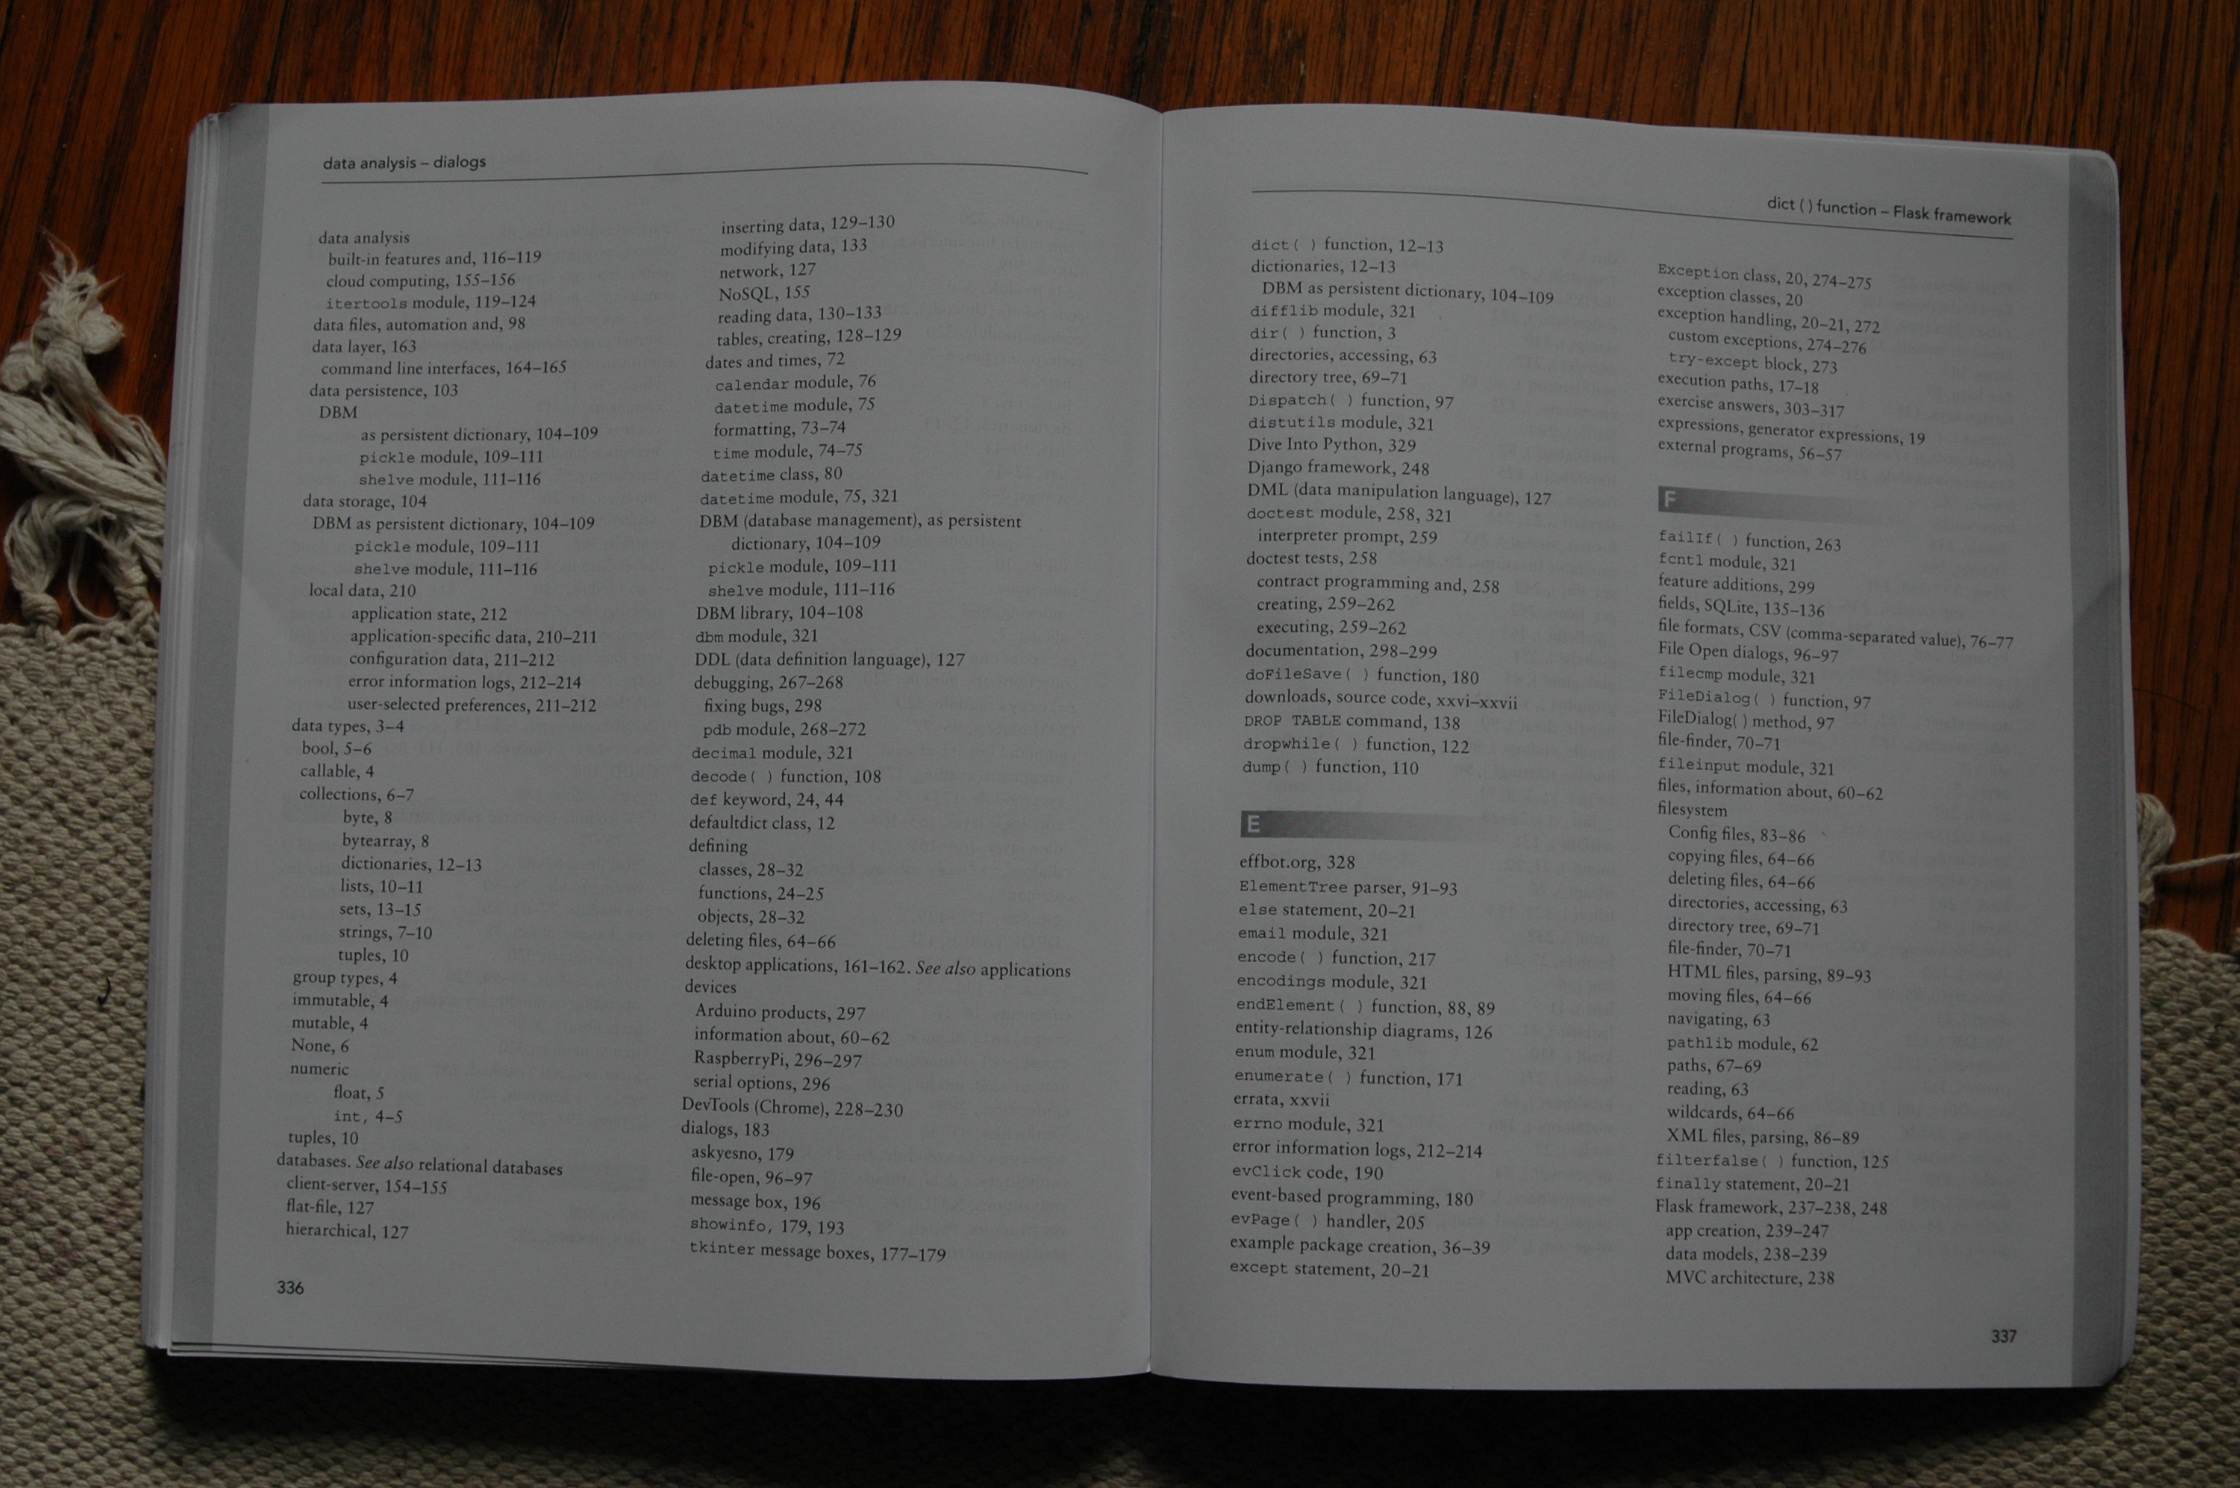 data analysis – dialogs
data analysis
built-in features and, 116–119
cloud computing, 155–156
itertools module, 119–124
data files, automation and, 98
data layer, 163
command line interfaces, 164–165
data persistence, 103
DBM
as persistent dictionary, 104–109
pickle module, 109–111
shelve module, 111–116
data storage, 104
DBM as persistent dictionary, 104–109
pickle module, 109–111
shelve module, 111–116
local data, 210
application state, 212
application-specific data, 210–211
configuration data, 211–212
error information logs, 212–214
user-selected preferences, 211–212
data types, 3–4
bool, 5–6
callable, 4
collections, 6–7
byte, 8
bytearray, 8
dictionaries, 12–13
lists, 10–11
sets, 13–15
strings, 7–10
tuples, 10
group types, 4
immutable, 4
mutable, 4
None, 6
numeric
float, 5
int, 4–5
tuples, 10
databases. See also relational databases
client-server, 154–155
flat-file, 127
hierarchical, 127
inserting data, 129–130
modifying data, 133
network, 127
NoSQL, 155
reading data, 130–133
tables, creating, 128–129
dates and times, 72
calendar module, 76
datetime module, 75
formatting, 73–74
time module, 74–75
datetime class, 80
datetime module, 75, 321
DBM (database management), as persistent
dictionary, 104–109
pickle module, 109–111
shelve module, 111–116
DBM library, 104–108
dbm module, 321
DDL (data definition language), 127
debugging, 267–268
fixing bugs, 298
pdb module, 268–272
decimal module, 321
decode( ) function, 108
def keyword, 24, 44
defaultdict class, 12
defining
classes, 28–32
functions, 24–25
objects, 28–32
deleting files, 64–66
desktop applications, 161–162. See also applications
devices
Arduino products, 297
information about, 60–62
RaspberryPi, 296–297
serial options, 296
DevTools (Chrome), 228–230
dialogs, 183
askyesno, 179
file-open, 96–97
message box, 196
showinfo, 179, 193
tkinter message boxes, 177–179
336
dict ( ) function – Flask framework
dict( ) function, 12–13
dictionaries, 12–13
DBM as persistent dictionary, 104–109
difflib module, 321
dir( ) function, 3
directories, accessing, 63
directory tree, 69–71
Dispatch( ) function, 97
distutils module, 321
Dive Into Python, 329
Django framework, 248
DML (data manipulation language), 127
doctest module, 258, 321
interpreter prompt, 259
doctest tests, 258
contract programming and, 258
creating, 259–262
executing, 259–262
documentation, 298–299
doFileSave( ) function, 180
downloads, source code, xxvi–xxvii
DROP TABLE command, 138
dropwhile( ) function, 122
dump( ) function, 110
E
effbot.org, 328
ElementTree parser, 91–93
else statement, 20–21
email module, 321
encode( ) function, 217
encodings module, 321
endElement( ) function, 88, 89
entity-relationship diagrams, 126
enum module, 321
enumerate( ) function, 171
errata, xxvii
errno module, 321
error information logs, 212–214
evClick code, 190
event-based programming, 180
evPage( ) handler, 205
example package creation, 36–39
except statement, 20–21
Exception class, 20, 274–275
exception classes, 20
exception handling, 20–21, 272
custom exceptions, 274–276
try-except block, 273
execution paths, 17–18
exercise answers, 303–317
expressions, generator expressions, 19
external programs, 56–57
F
failIf( ) function, 263
fcntl module, 321
feature additions, 299
fields, SQLite, 135–136
file formats, CSV (comma-separated value), 76–77
File Open dialogs, 96–97
filecmp module, 321
FileDialog( ) function, 97
FileDialog( ) method, 97
file-finder, 70–71
fileinput module, 321
files, information about, 60–62
filesystem
Config files, 83–86
copying files, 64–66
deleting files, 64–66
directories, accessing, 63
directory tree, 69–71
file-finder, 70–71
HTML files, parsing, 89–93
moving files, 64–66
navigating, 63
pathlib module, 62
paths, 67–69
reading, 63
wildcards, 64–66
XML files, parsing, 86–89
filterfalse( ) function, 125
finally statement, 20–21
Flask framework, 237–238, 248
app creation, 239–247
data models, 238–239
MVC architecture, 238
337